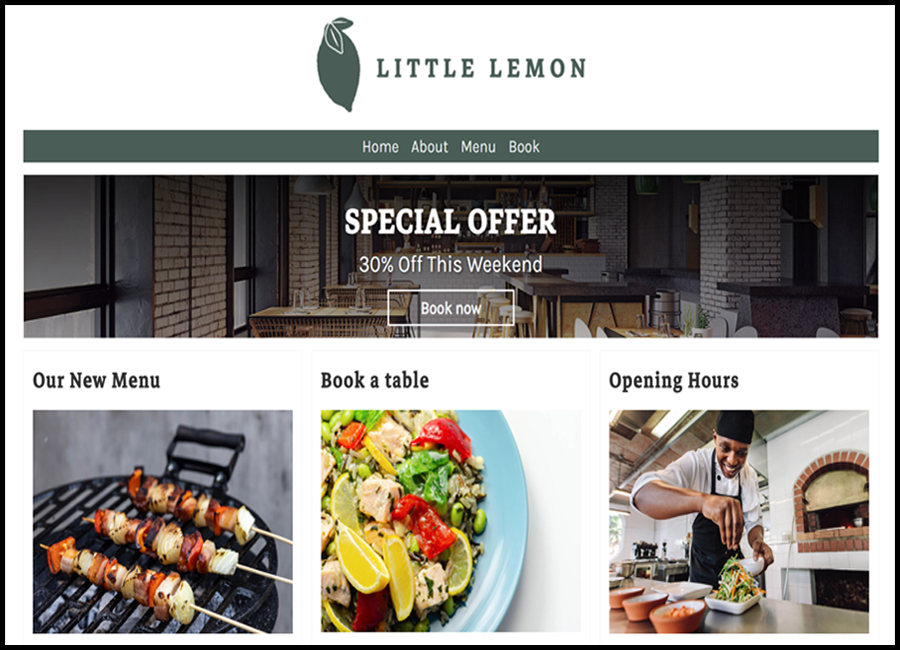 LITTLE LEMON
Home About Menu Book
SPECIAL OFFER
30% Off This Weekend
Book now
Our New Menu
Book a table
Opening Hours